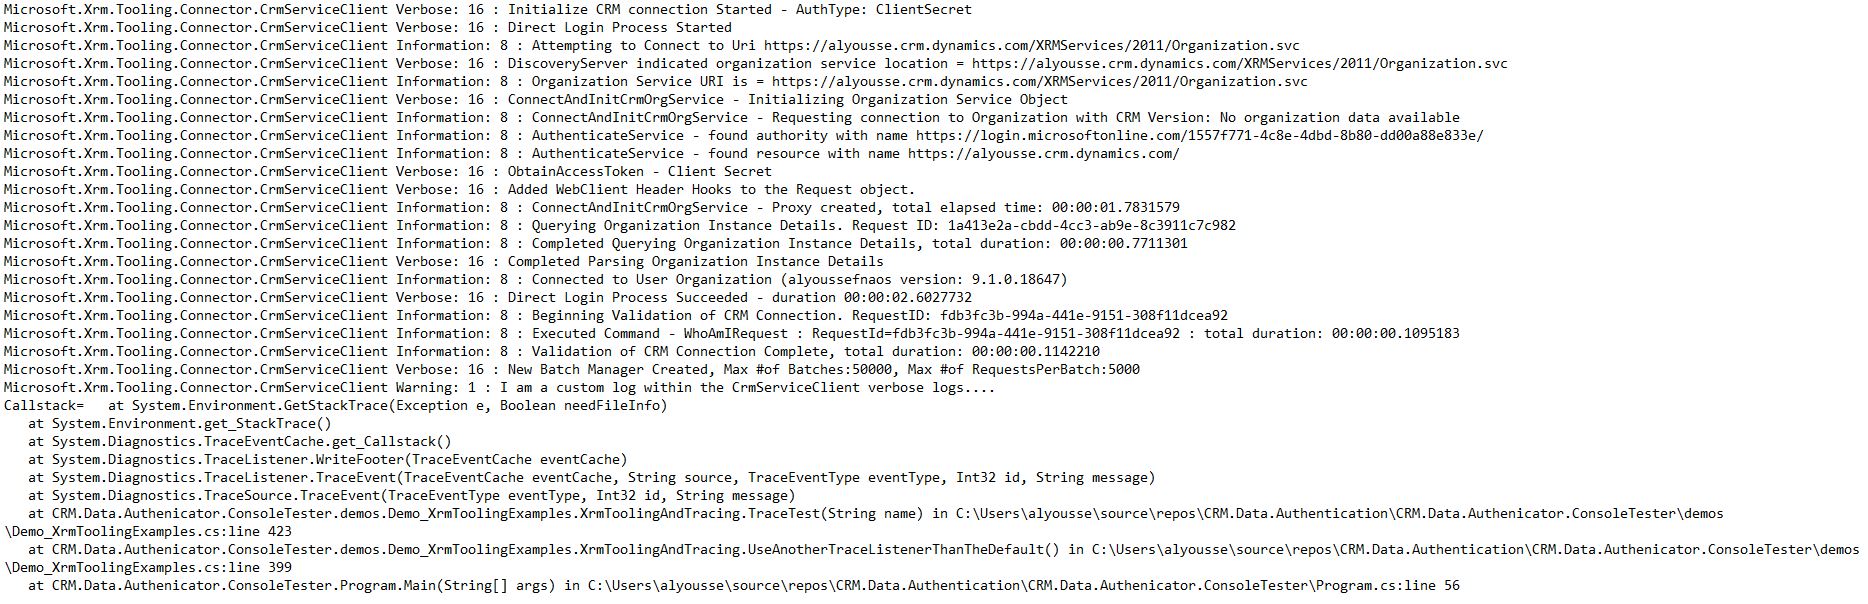 Microsoft.Xrm.Tooling.Connector.CrmServiceClient Verbose: 16 : Initialize CRM connection Started - AuthType: ClientSecret
Microsoft.Xrm.Tooling.Connector.CrmServiceClient Verbose: 16 : Direct Login Process Started
Microsoft.Xrm.Tooling.Connector.CrmServiceClient Information: 8 : Attempting to Connect to Uri https://alyousse.crm.dynamics.com/XRMServices/2011/Organization.svc
Microsoft.Xrm.Tooling.Connector.CrmServiceClient Verbose: 16 : DiscoveryServer indicated organization service location = https://alyousse.crm.dynamics.com/XRMServices/2011/Organization.svc
Microsoft.Xrm.Tooling.Connector.CrmServiceClient Information: 8 : Organization Service URI is = https://alyousse.crm.dynamics.com/XRMServices/2011/Organization.svc
Microsoft.Xrm.Tooling.Connector.CrmServiceClient Verbose: 16 : ConnectAndInitCrmOrgService - Initializing Organization Service Object
Microsoft.Xrm.Tooling.Connector.CrmServiceClient Information: 8 : ConnectAndInitCrmOrgService - Requesting connection to Organization with CRM Version: No organization data available
Microsoft.Xrm.Tooling.Connector.CrmServiceClient Information: 8 : AuthenticateService - found authority with name https://login.microsoftonline.com/1557f771-4c8e-4dbd-8b80-dd00a88e833e/
Microsoft.Xrm.Tooling.Connector.CrmServiceClient Information: 8 : AuthenticateService - found resource with name https://alyousse.crm.dynamics.com/
Microsoft.Xrm.Tooling.Connector.CrmServiceClient Verbose: 16 : ObtainAccessToken - Client Secret
Microsoft.Xrm.Tooling.Connector.CrmServiceClient Verbose: 16 : Added WebClient Header Hooks to the Request object.
Microsoft.Xrm.Tooling.Connector.CrmServiceClient Information: 8 : ConnectAndInitCrmOrgService - Proxy created, total elapsed time: 00:00:01.7831579
Microsoft.Xrm.Tooling.Connector.CrmServiceClient Information: 8 : Querying Organization Instance Details. Request ID: 1a413e2a-cbdd-4cc3-ab9e-8c3911c7c982
Microsoft.Xrm.Tooling.Connector.CrmServiceClient Information: 8 : Completed Querying Organization Instance Details, total duration: 00:00:00.7711301
Microsoft.Xrm.Tooling.Connector.CrmServiceClient Verbose: 16 : Completed Parsing Organization Instance Details
Microsoft.Xrm.Tooling.Connector.CrmServiceClient Information: 8 : Connected to User Organization (alyoussefnaos version: 9.1.0.18647)
Microsoft.Xrm.Tooling.Connector.CrmServiceClient Verbose: 16 : Direct Login Process Succeeded - duration 00:00:02.6027732
Microsoft.Xrm.Tooling.Connector.CrmServiceClient Information: 8 : Beginning Validation of CRM Connection. RequestID: fdb3fc3b-994a-441e-9151-308f11dcea92
Microsoft.Xrm.Tooling.Connector.CrmServiceClient Information: 8 : Executed Command - WhoAmIRequest : RequestId=fdb3fc3b-994a-441e-9151-308f11dcea92 : total duration: 00:00:00.1095183
Microsoft.Xrm.Tooling.Connector.CrmServiceClient Information: 8 : Validation of CRM Connection Complete, total duration: 00:00:00.1142210
Microsoft.Xrm.Tooling.Connector.CrmServiceClient Verbose: 16 : New Batch Manager Created, Max #of Batches:50000, Max #of RequestsPerBatch:5000
Microsoft.Xrm.Tooling.Connector.CrmServiceClient Warning: 1 : I am a custom log within the CrmServiceClient verbose logs....
Callstack=   at System.Environment.GetStackTrace(Exception e, Boolean needFileInfo)
   at System.Environment.get_StackTrace()
   at System.Diagnostics.TraceEventCache.get_Callstack()
   at System.Diagnostics.TraceListener.WriteFooter(TraceEventCache eventCache)
   at System.Diagnostics.TraceListener.TraceEvent(TraceEventCache eventCache, String source, TraceEventType eventType, Int32 id, String message)
   at System.Diagnostics.TraceSource.TraceEvent(TraceEventType eventType, Int32 id, String message)
   at CRM.Data.Authenicator.ConsoleTester.demos.Demo_XrmToolingExamples.XrmToolingAndTracing.TraceTest(String name) in C:\Users\alyousse\source\repos\CRM.Data.Authentication\CRM.Data.Authenicator.ConsoleTester\demos
\Demo_XrmToolingExamples.cs:line 423
   at CRM.Data.Authenicator.ConsoleTester.demos.Demo_XrmToolingExamples.XrmToolingAndTracing.UseAnotherTraceListenerThanTheDefault() in C:\Users\alyousse\source\repos\CRM.Data.Authentication\CRM.Data.Authenicator.ConsoleTester\demos
\Demo_XrmToolingExamples.cs:line 399
   at CRM.Data.Authenicator.ConsoleTester.Program.Main(String[] args) in C:\Users\alyousse\source\repos\CRM.Data.Authentication\CRM.Data.Authenicator.ConsoleTester\Program.cs:line 56